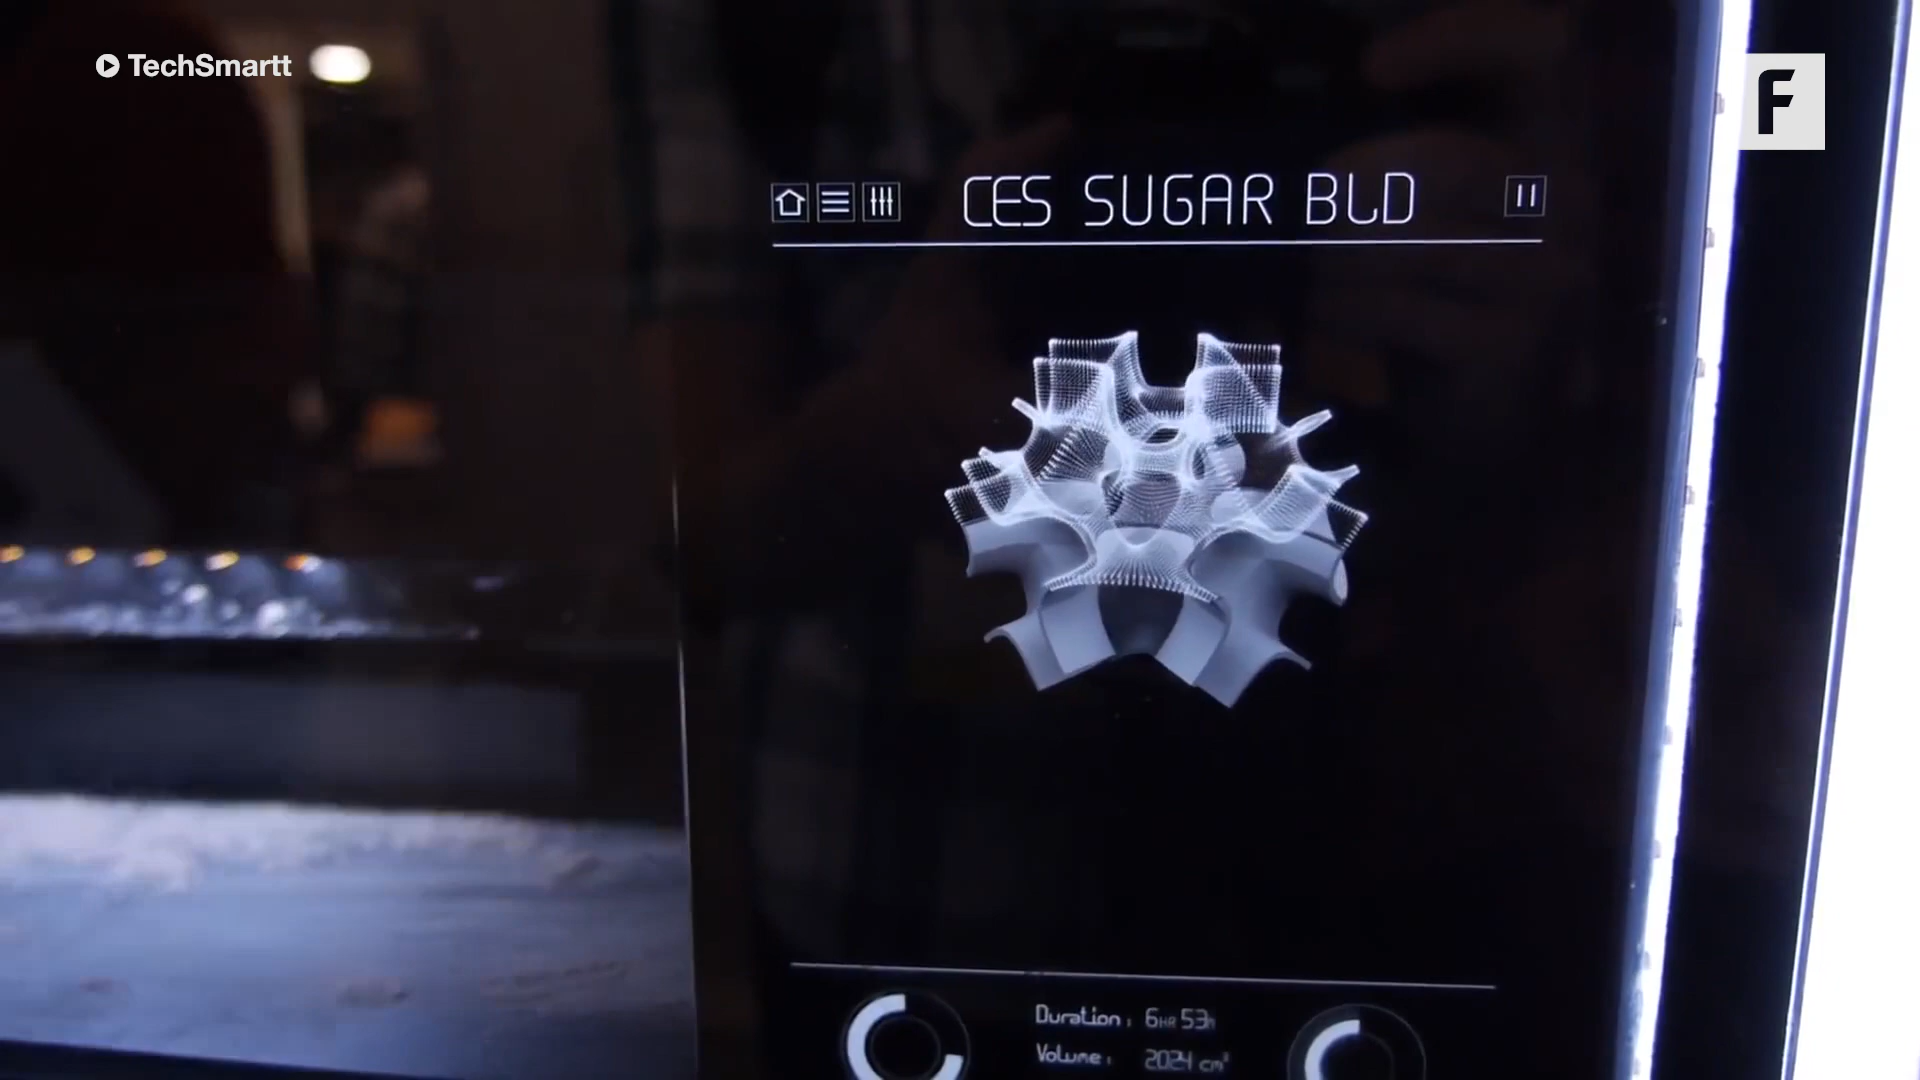 TechSmartt
F
CES SUGAR BLD
Duration: 6HR 53M
Volume: 2024 cm³